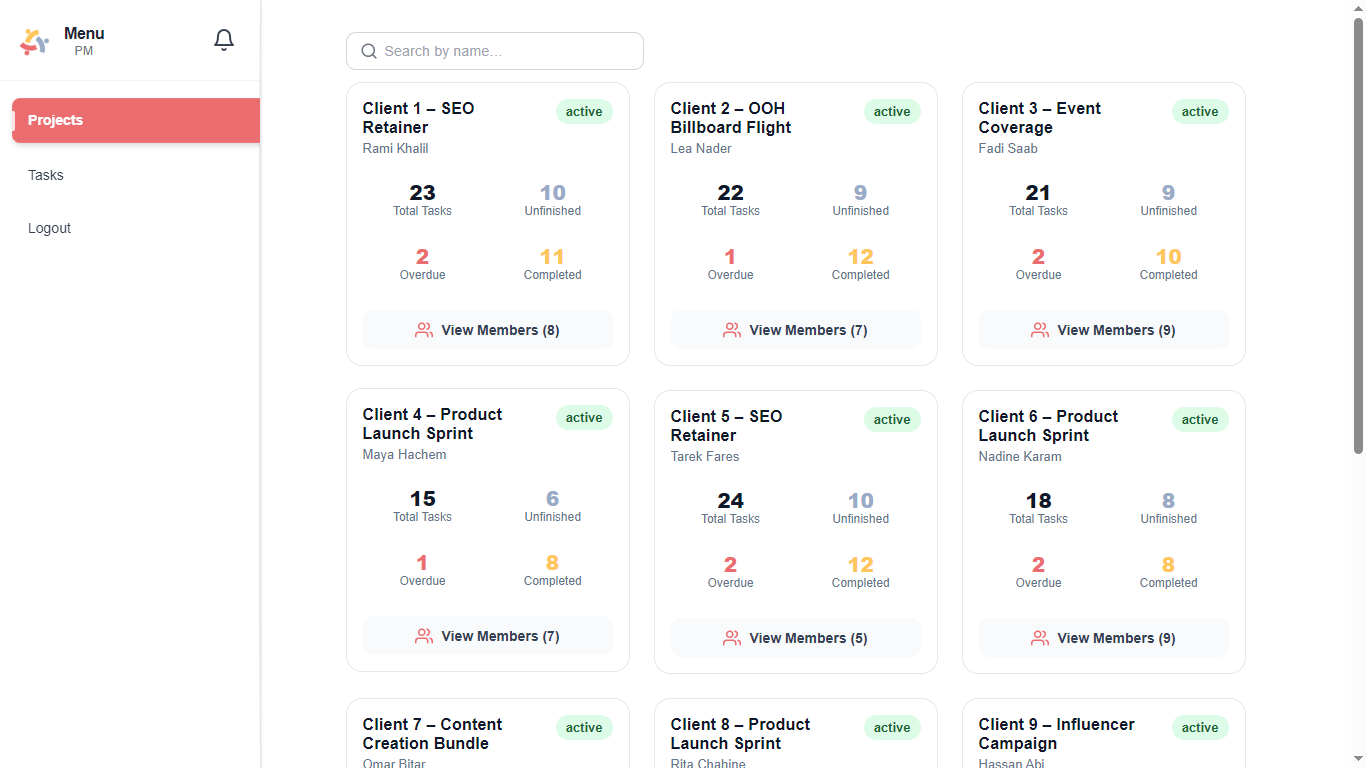 Menu
PM
Projects
Tasks
Logout
Search by name...
Client 1 – SEO
Retainer
active
Rami Khalil
23
Total Tasks
10
Unfinished
2
Overdue
11
Completed
View Members (8)
Client 2 – OOH
Billboard Flight
active
Lea Nader
22
Total Tasks
9
Unfinished
1
Overdue
12
Completed
View Members (7)
Client 3 – Event
Coverage
active
Fadi Saab
21
Total Tasks
9
Unfinished
2
Overdue
10
Completed
View Members (9)
Client 4 – Product
Launch Sprint
active
Maya Hachem
15
Total Tasks
6
Unfinished
1
Overdue
8
Completed
View Members (7)
Client 5 – SEO
Retainer
active
Tarek Fares
24
Total Tasks
10
Unfinished
2
Overdue
12
Completed
View Members (5)
Client 6 – Product
Launch Sprint
active
Nadine Karam
18
Total Tasks
8
Unfinished
2
Overdue
8
Completed
View Members (9)
Client 7 – Content
Creation Bundle
active
Omar Bitar
Client 8 – Product
Launch Sprint
active
Rita Chahine
Client 9 – Influencer
Campaign
active
Hassan Abi